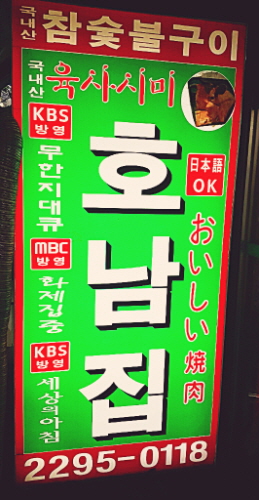 국내산 참숯불구이
국내산 육사시미
KBS 방영
무한지대큐
MBC 방영
화제집중
KBS 방영
세상의아침
호남집
日本語 OK
おいしい焼肉
2295-0118